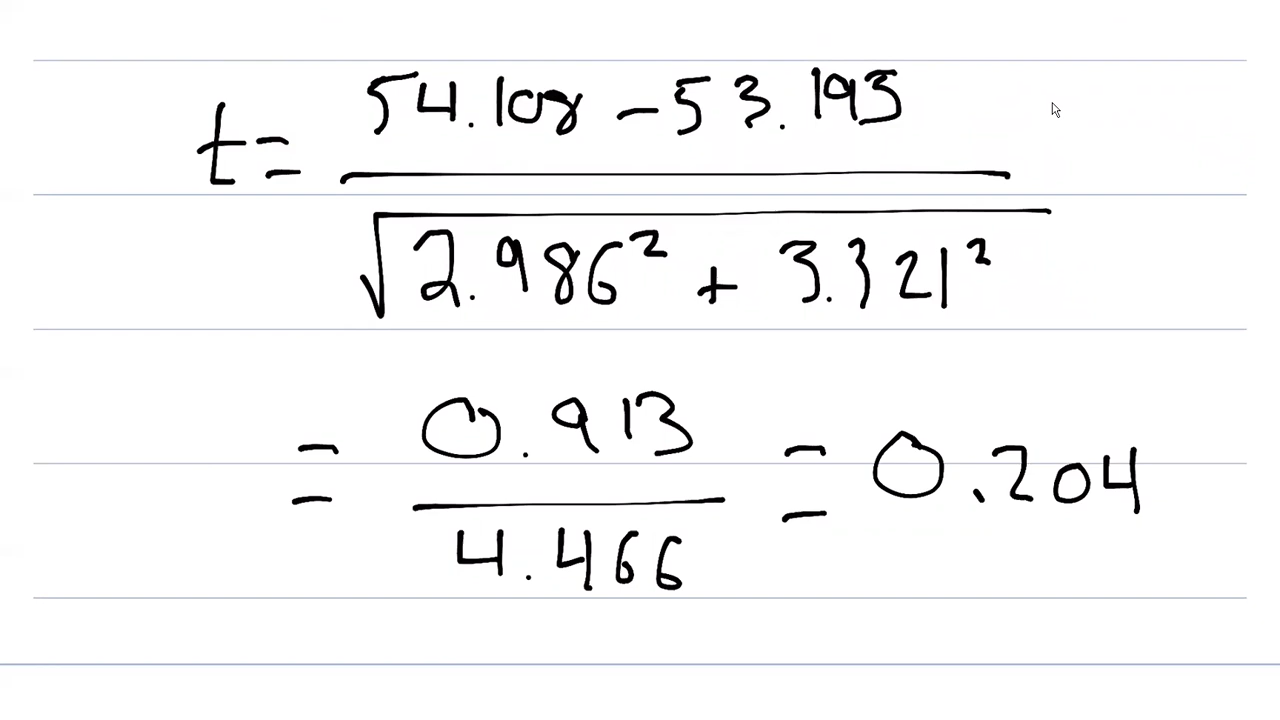 t = 54.108 - 53.195
√2.986² + 3.321²
= 0.913 = 0.204
4.466